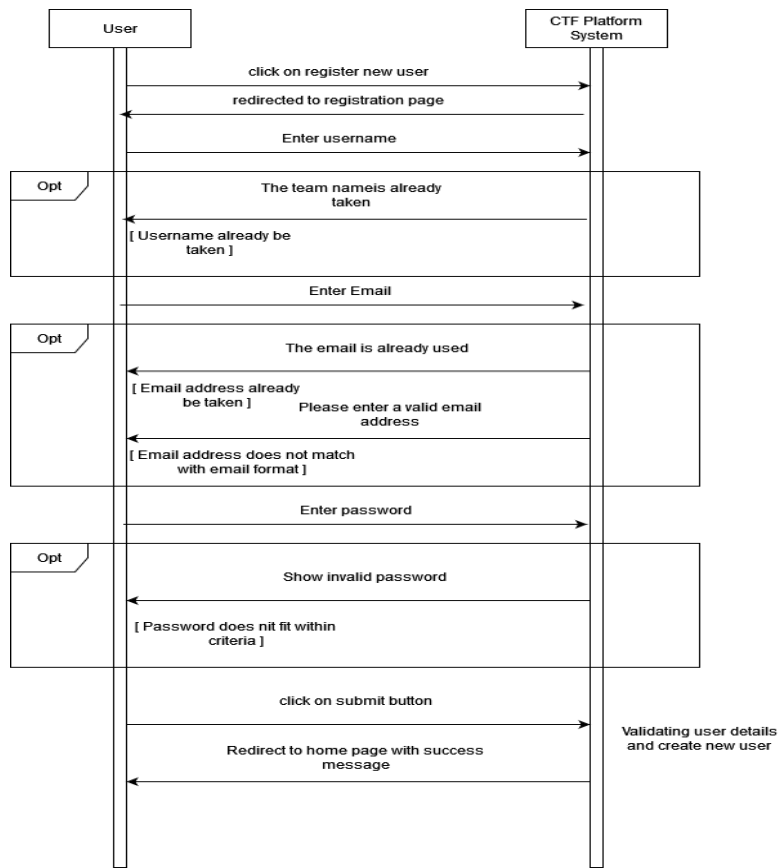 User
CTF Platform
System
click on register new user
redirected to registration page
Enter username
Opt
The team nameis already
taken
[ Username already be
taken ]
Enter Email
Opt
The email is already used
[ Email address already
be taken ]
Please enter a valid email
address
[ Email address does not match
with email format ]
Enter password
Opt
Show invalid password
[ Password does nit fit within
criteria ]
click on submit button
Validating user details
and create new user
Redirect to home page with success
message